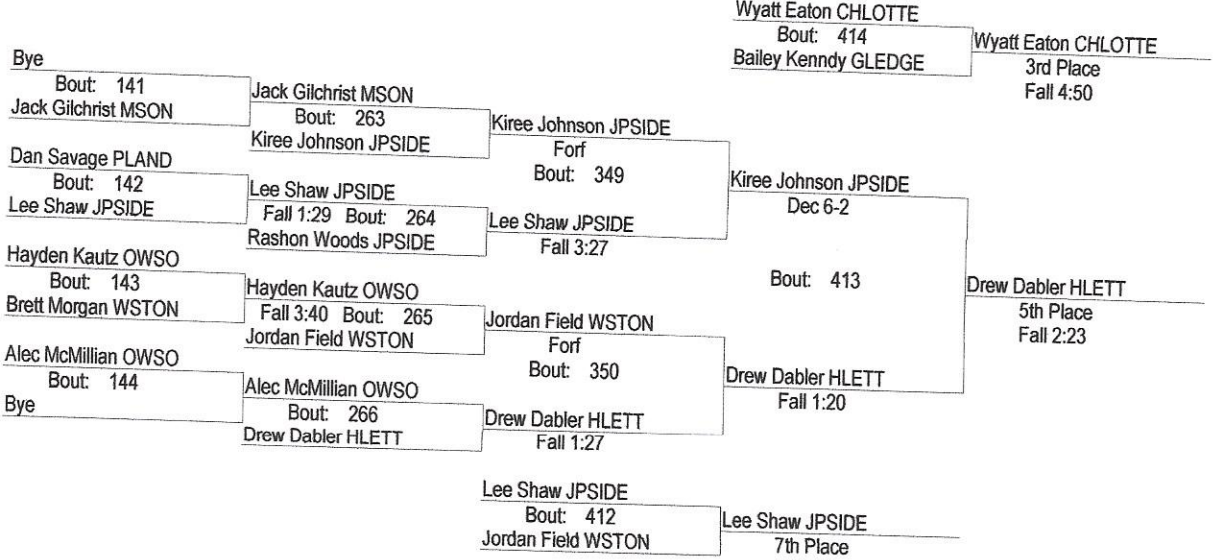 Wyatt Eaton CHLOTTE
Bout: 414
Bailey Kenndy GLEDGE
Wyatt Eaton CHLOTTE
3rd Place
Fall 4:50
Bye
Bout: 141
Jack Gilchrist MSON
Dan Savage PLAND
Bout: 142
Lee Shaw JPSIDE
Hayden Kautz OWSO
Bout: 143
Brett Morgan WSTON
Alec McMillian OWSO
Bout: 144
Bye
Jack Gilchrist MSON
Bout: 263
Kiree Johnson JPSIDE
Lee Shaw JPSIDE
Fall 1:29 Bout: 264
Rashon Woods JPSIDE
Hayden Kautz OWSO
Fall 3:40 Bout: 265
Jordan Field WSTON
Alec McMillian OWSO
Bout: 266
Drew Dabler HLETT
Kiree Johnson JPSIDE
Forf
Bout: 349
Lee Shaw JPSIDE
Fall 3:27
Jordan Field WSTON
Forf
Bout: 350
Drew Dabler HLETT
Fall 1:27
Kiree Johnson JPSIDE
Dec 6-2
Bout: 413
Drew Dabler HLETT
Fall 1:20
Drew Dabler HLETT
5th Place
Fall 2:23
Lee Shaw JPSIDE
Bout: 412
Jordan Field WSTON
Lee Shaw JPSIDE
7th Place